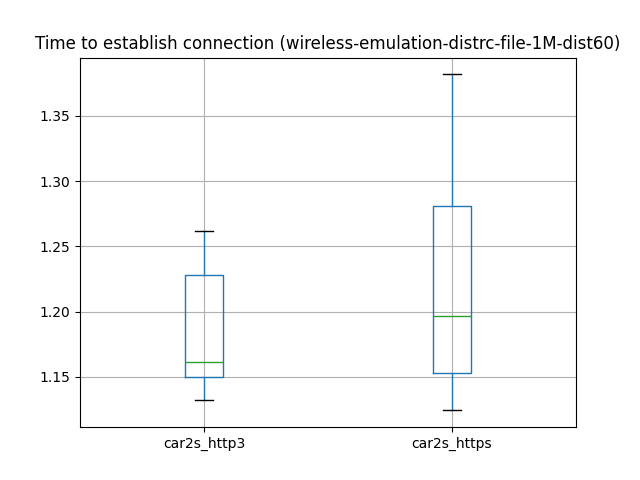 Time to establish connection (wireless-emulation-distrc-file-1M-dist60)
1.35
1.30
1.25
1.20
1.15
car2s_http3 car2s_https